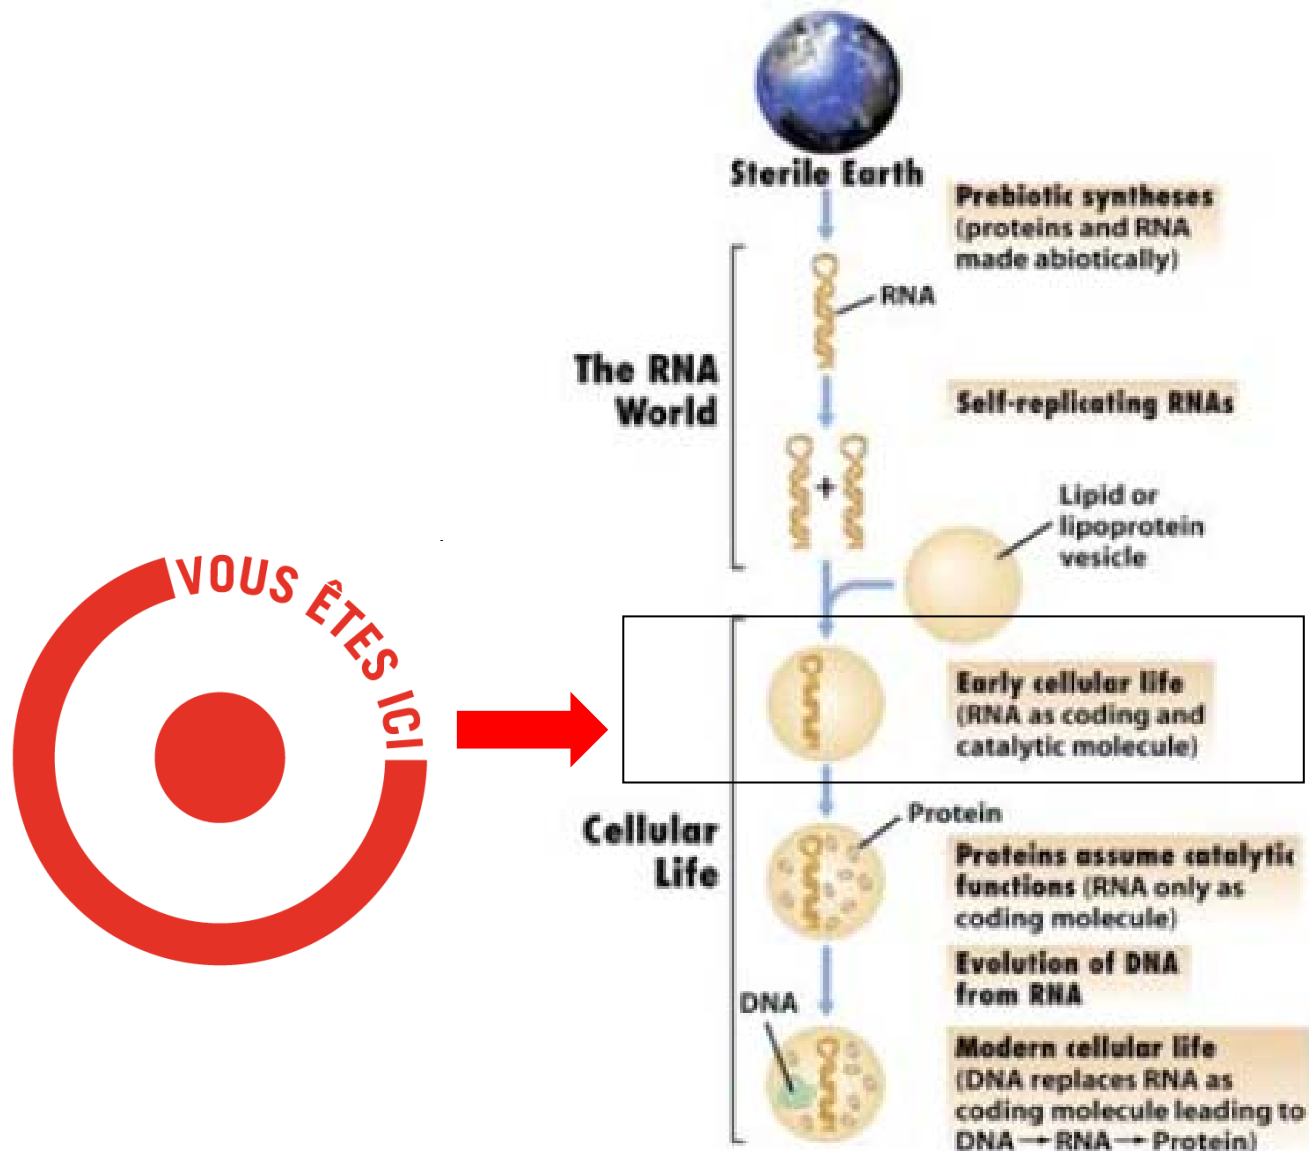 Sterile Earth
Prebiotic syntheses
(proteins and RNA
made abiotically)
RNA
The RNA
World
Self-replicating RNAs
+
Lipid or
lipoprotein
vesicle
VOUS ÊTES ICI
Early cellular life
(RNA as coding and
catalytic molecule)
Cellular
Life
Protein
Proteins assume catalytic
functions (RNA only as
coding molecule)
Evolution of DNA
from RNA
DNA
Modern cellular life
(DNA replaces RNA as
coding molecule leading to
DNA → RNA → Protein)